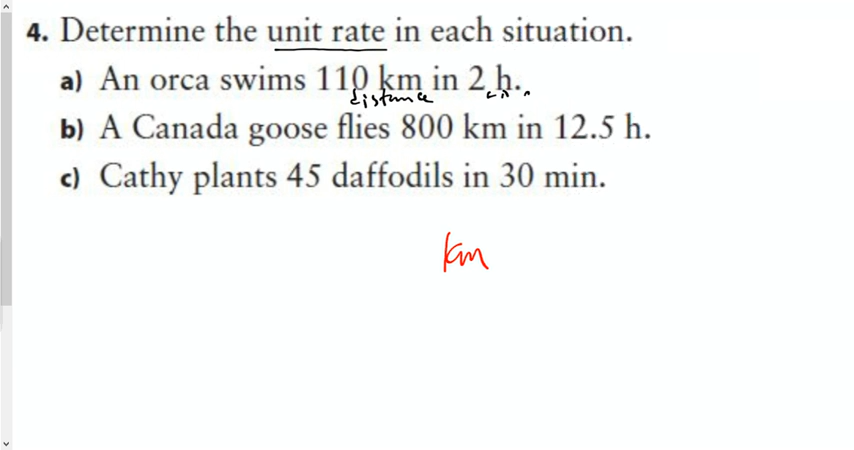 4. Determine the unit rate in each situation.
a) An orca swims 110 km in 2 h.
distance
b) A Canada goose flies 800 km in 12.5 h.
c) Cathy plants 45 daffodils in 30 min.
km